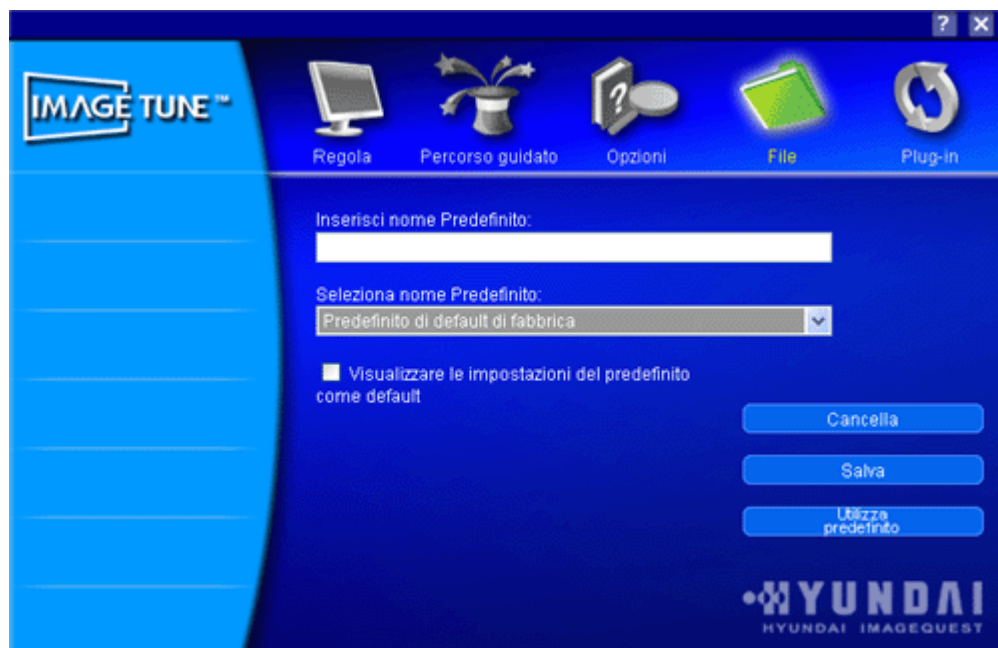 ? X
IMAGE TUNE™
Regola Percorso guidato Opzioni File Plug-in
Inserisci nome Predefinito:
Seleziona nome Predefinito:
Predefinito di default di fabbrica
Visualizzare le impostazioni del predefinito
come default
Cancella
Salva
Utilizza
predefinito
HYUNDAI
HYUNDAI IMAGEQUEST